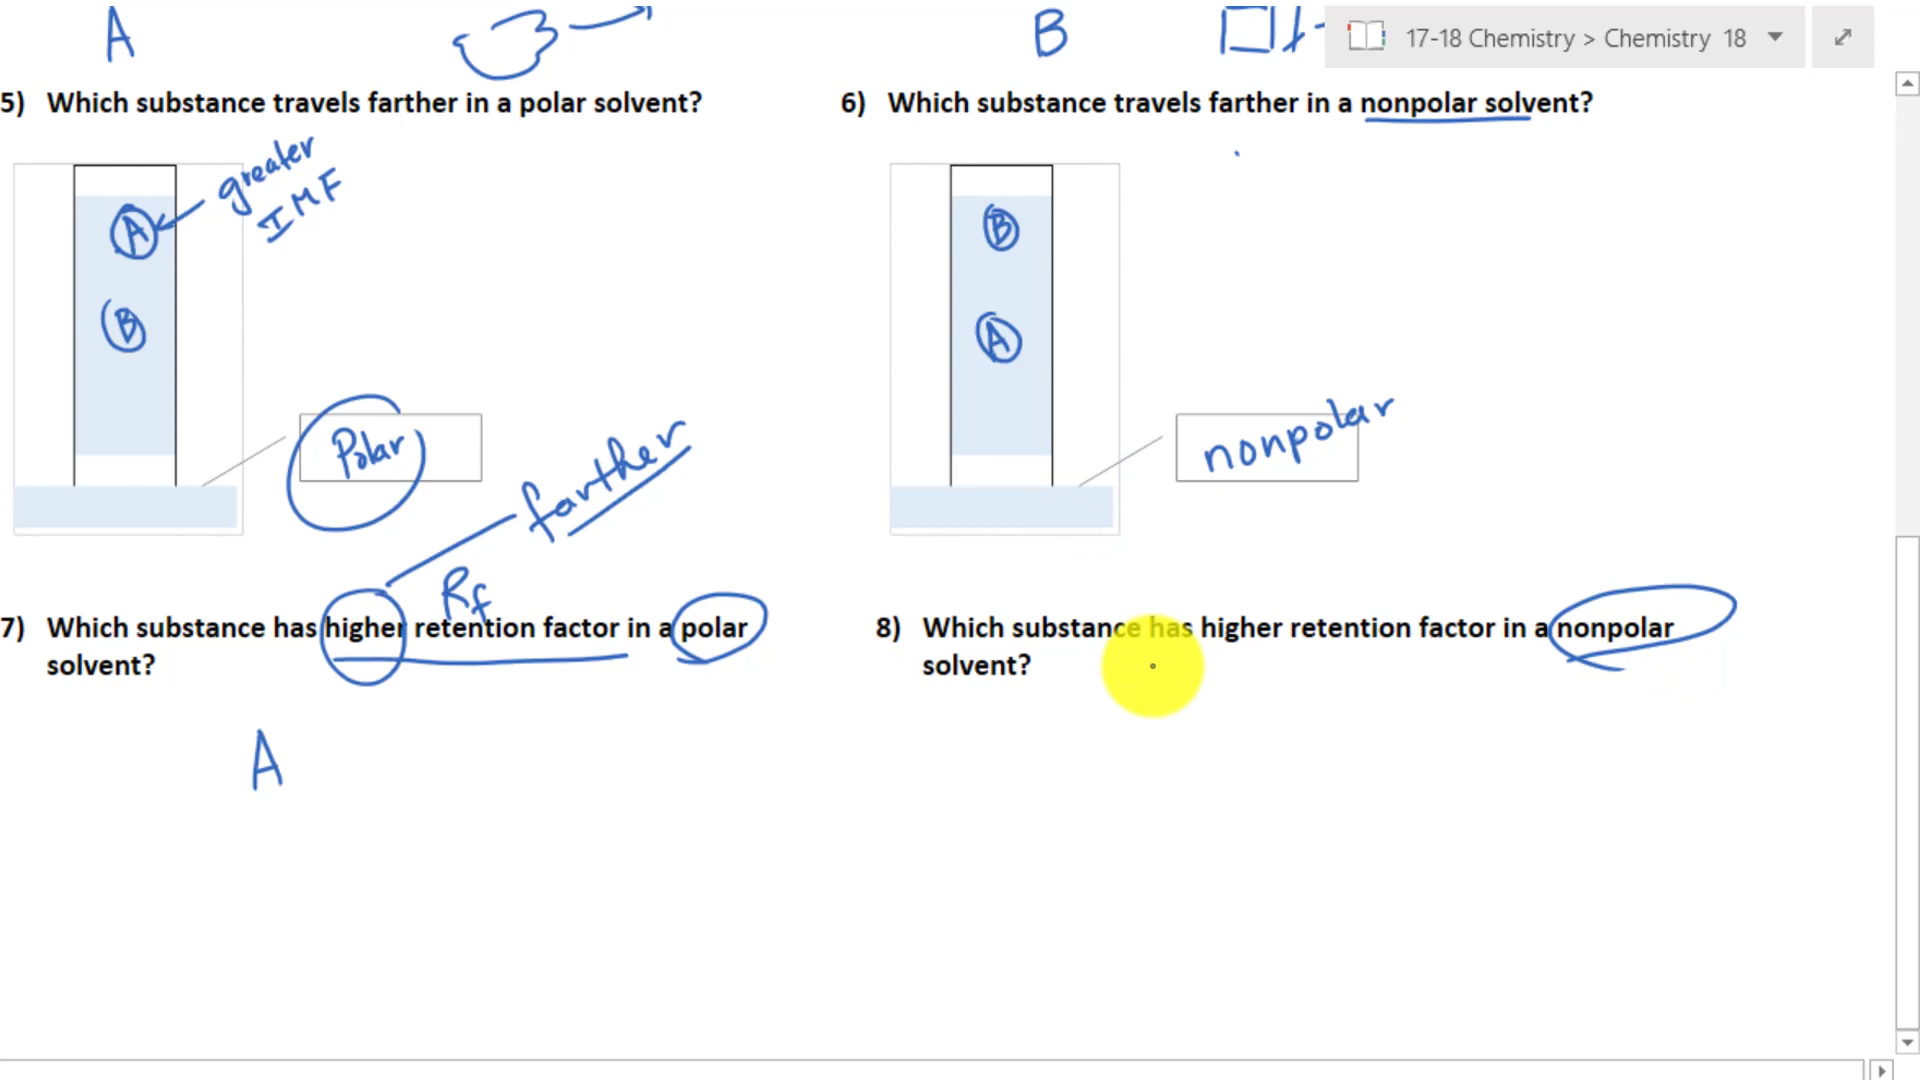 A
B
17-18 Chemistry > Chemistry 18
5) Which substance travels farther in a polar solvent?
6) Which substance travels farther in a nonpolar solvent?
greater
IMF
A
B
B
A
Polar
farther
nonpolar
Rf
7) Which substance has higher retention factor in a polar
solvent?
8) Which substance has higher retention factor in a nonpolar
solvent?
A